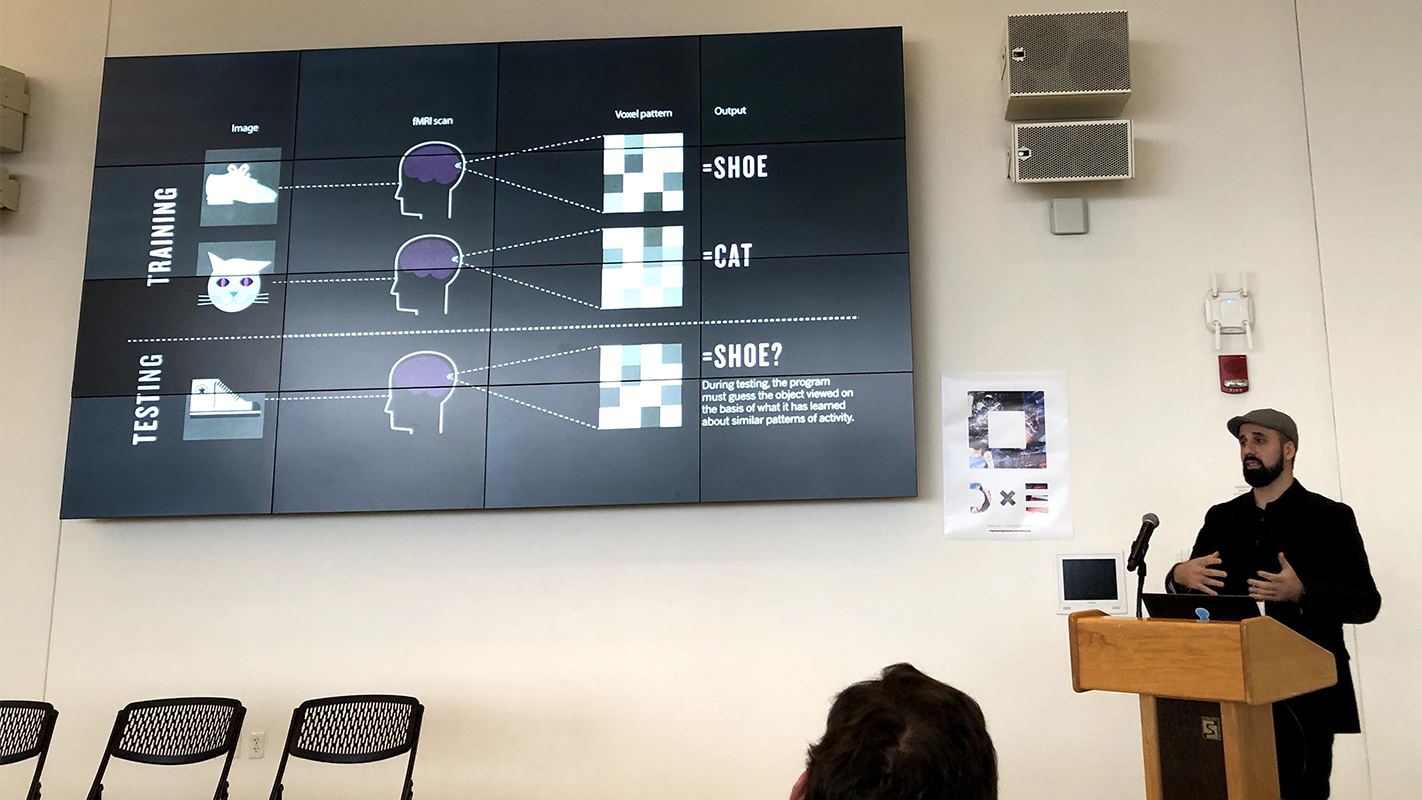 Image
fMRI scan
Voxel pattern
Output
TRAINING
=SHOE
=CAT
TESTING
=SHOE?
During testing, the program
must guess the object viewed on
the basis of what it has learned
about similar patterns of activity.
FIRE